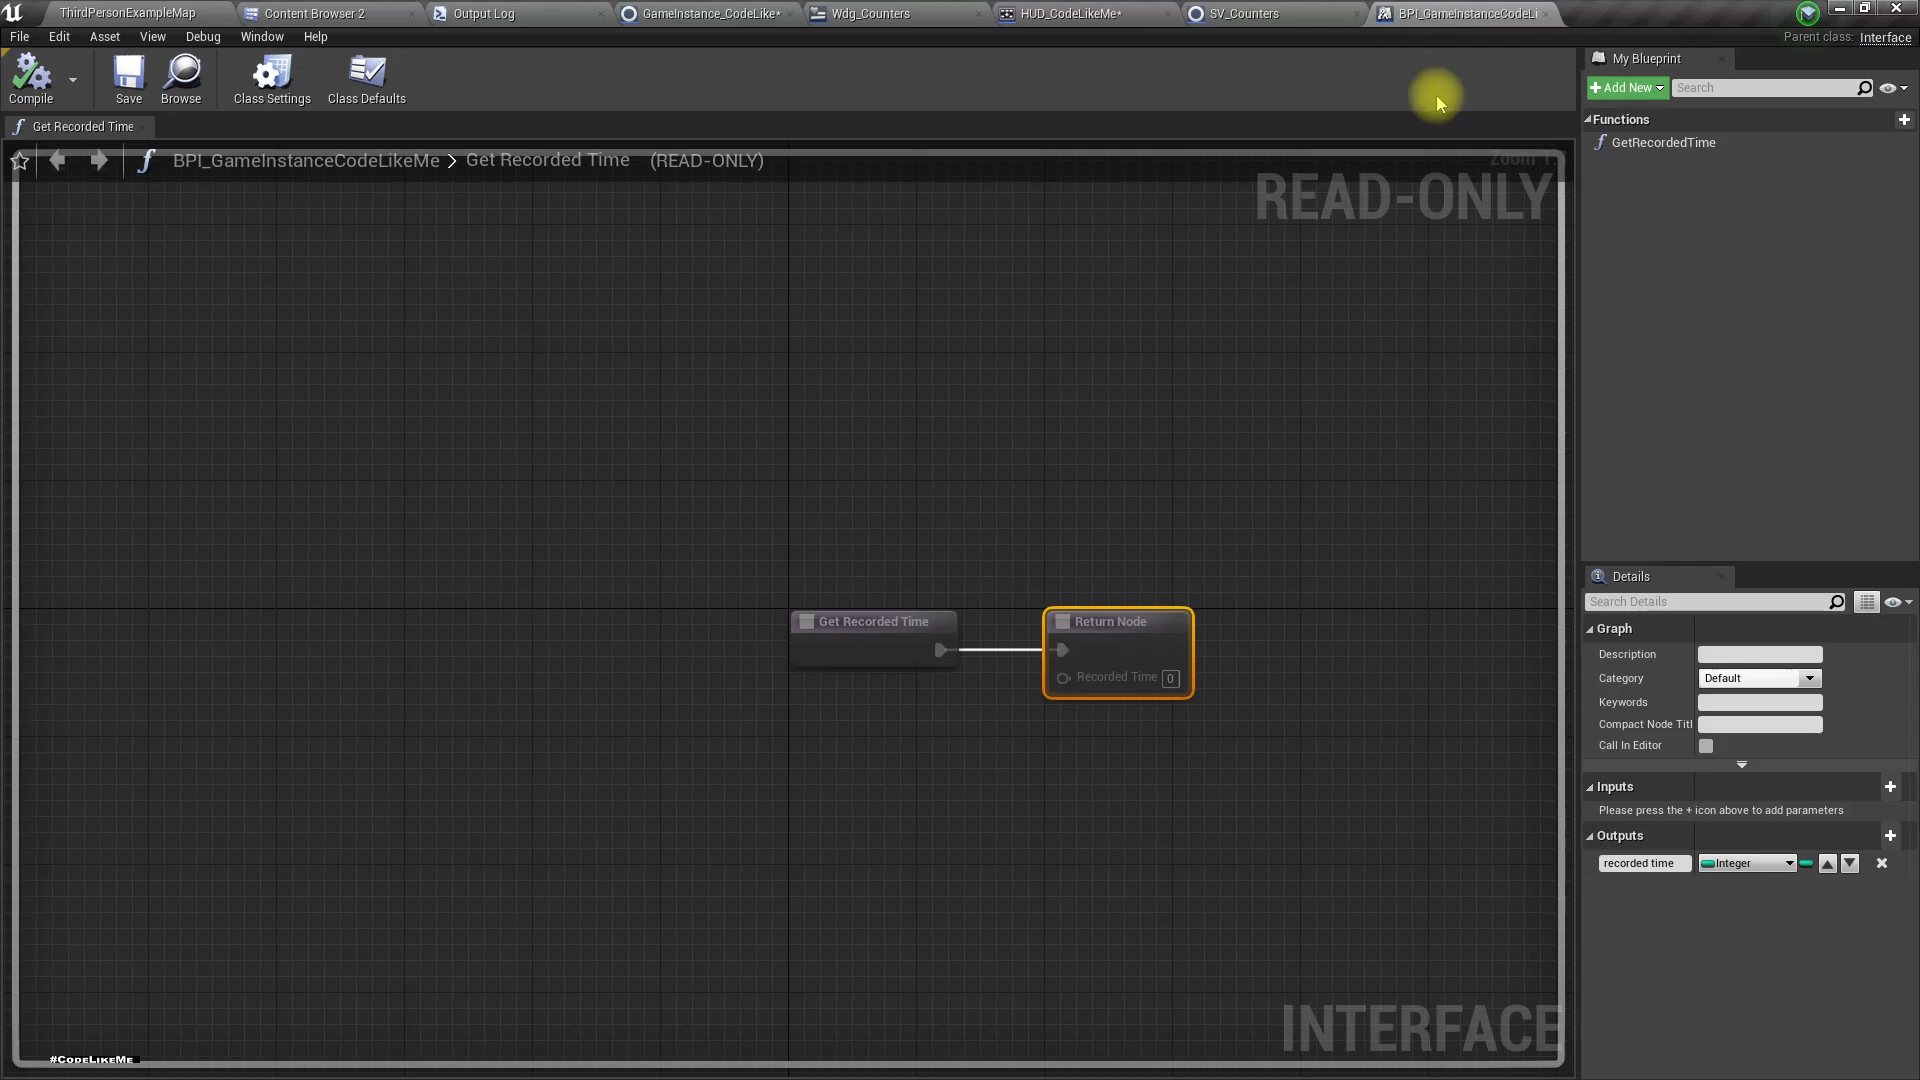 ThirdPersonExampleMap
Content Browser 2
Output Log
GameInstance_CodeLike*
Wdg_Counters
HUD_CodeLikeMe*
SV_Counters
BPI_GameInstanceCodeLi
File Edit Asset View Debug Window Help
Parent class: Interface
Compile
Save
Browse
Class Settings
Class Defaults
My Blueprint
Add New
Search
Functions
GetRecordedTime
Get Recorded Time
BPI_GameInstanceCodeLikeMe > Get Recorded Time (READ-ONLY)
READ-ONLY
Get Recorded Time
Return Node
Recorded Time 0
INTERFACE
#CodeLikeMe
Details
Search Details
Graph
Description
Category Default
Keywords
Compact Node Titl
Call In Editor
Inputs
Please press the + icon above to add parameters
Outputs
recorded time Integer